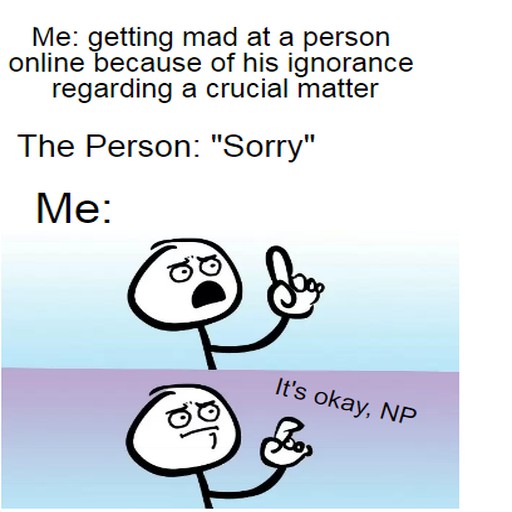 Me: getting mad at a person
online because of his ignorance
regarding a crucial matter
The Person: "Sorry"
Me:
It's okay, NP